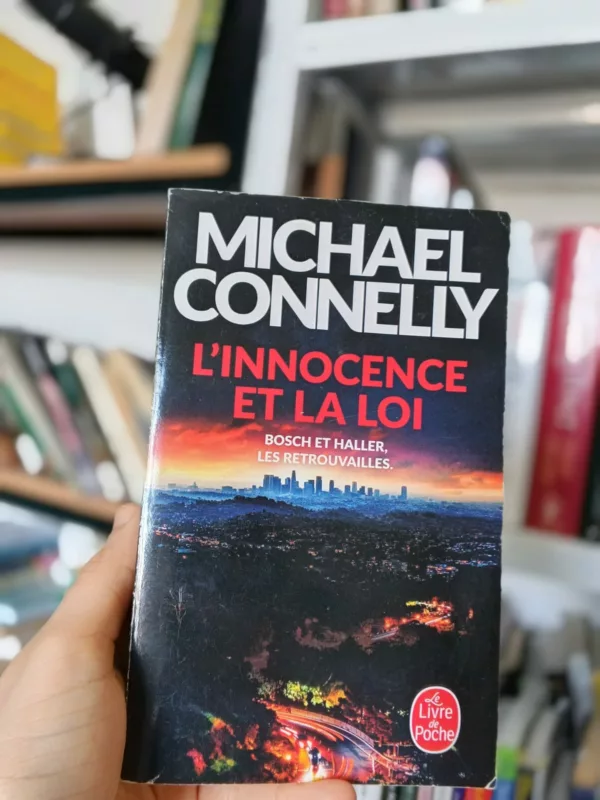 MICHAEL
CONNELLY
L'INNOCENCE
ET LA LOI
BOSCH ET HALLER,
LES RETROUVAILLES.
Le
Livre
de
Poche